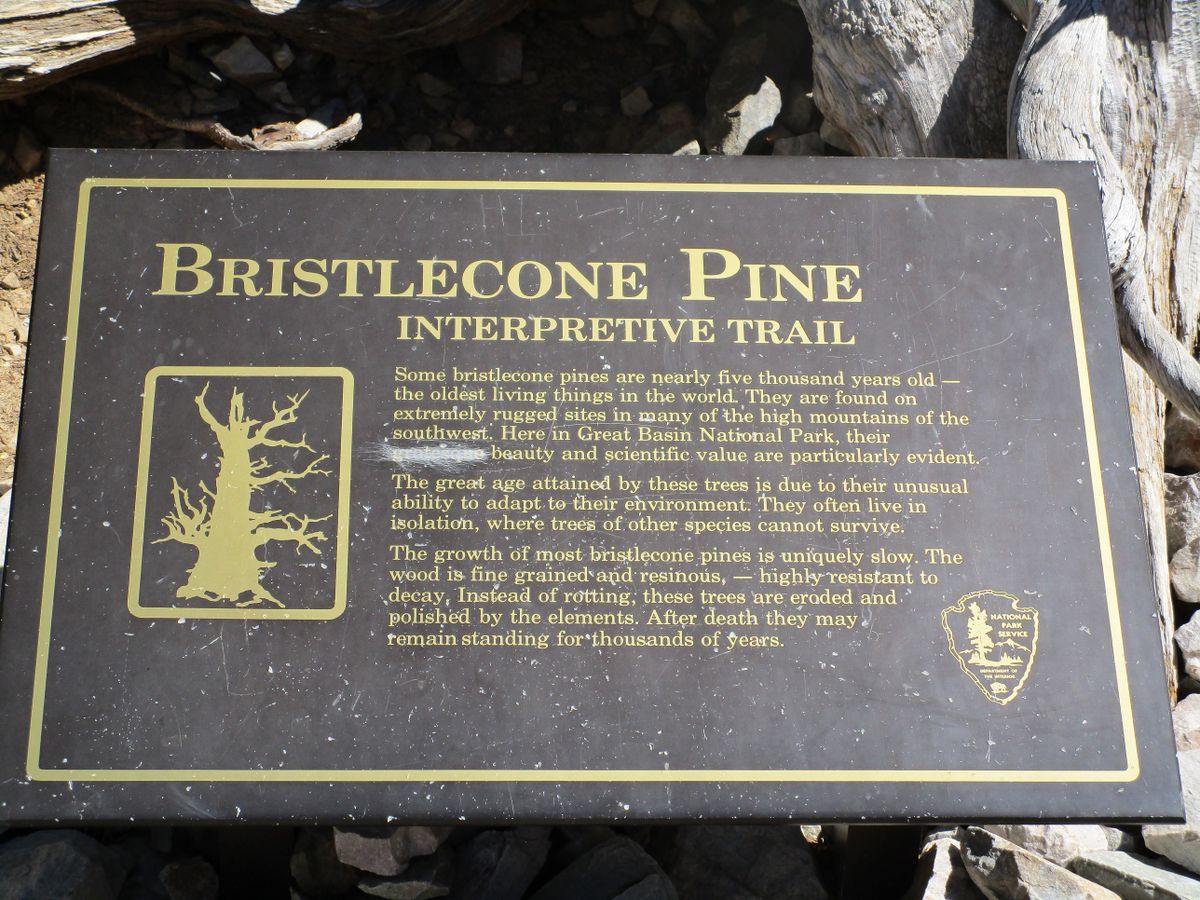 BRISTLECONE PINE
INTERPRETIVE TRAIL
Some bristlecone pines are nearly five thousand years old —
the oldest living things in the world. They are found on
extremely rugged sites in many of the high mountains of the
southwest. Here in Great Basin National Park, their
grotesque beauty and scientific value are particularly evident.
The great age attained by these trees is due to their unusual
ability to adapt to their environment. They often live in
isolation, where trees of other species cannot survive.
The growth of most bristlecone pines is uniquely slow. The
wood is fine grained and resinous, — highly resistant to
decay. Instead of rotting, these trees are eroded and
polished by the elements. After death they may
remain standing for thousands of years.
NATIONAL
PARK
SERVICE
DEPARTMENT OF
THE INTERIOR